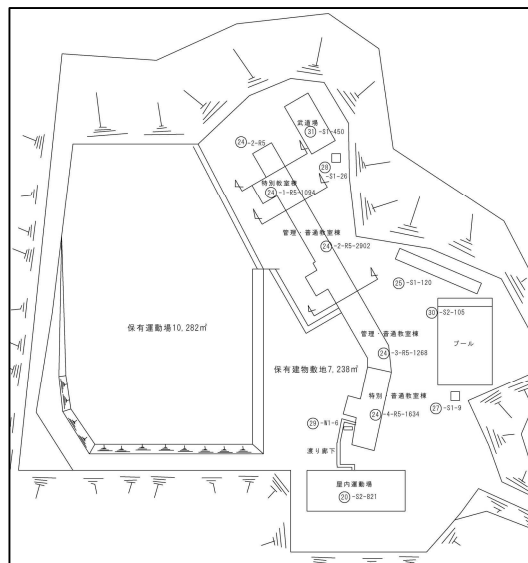 武道場
㉛-S1-450
㉔-2-R5
㉘
-S1-26
特別教室棟
㉔-1-R5-1094
管理・普通教室棟
㉔-2-R5-2902
㉕-S1-120
㉚-S2-105
プール
保有運動場10,282㎡
管理・普通教室棟
㉔-3-R5-1268
保有建物敷地7,238㎡
特別・普通教室棟
㉔-4-R5-1634
㉗-S1-9
㉙-W1-6
渡り廊下
屋内運動場
⑳-S2-821